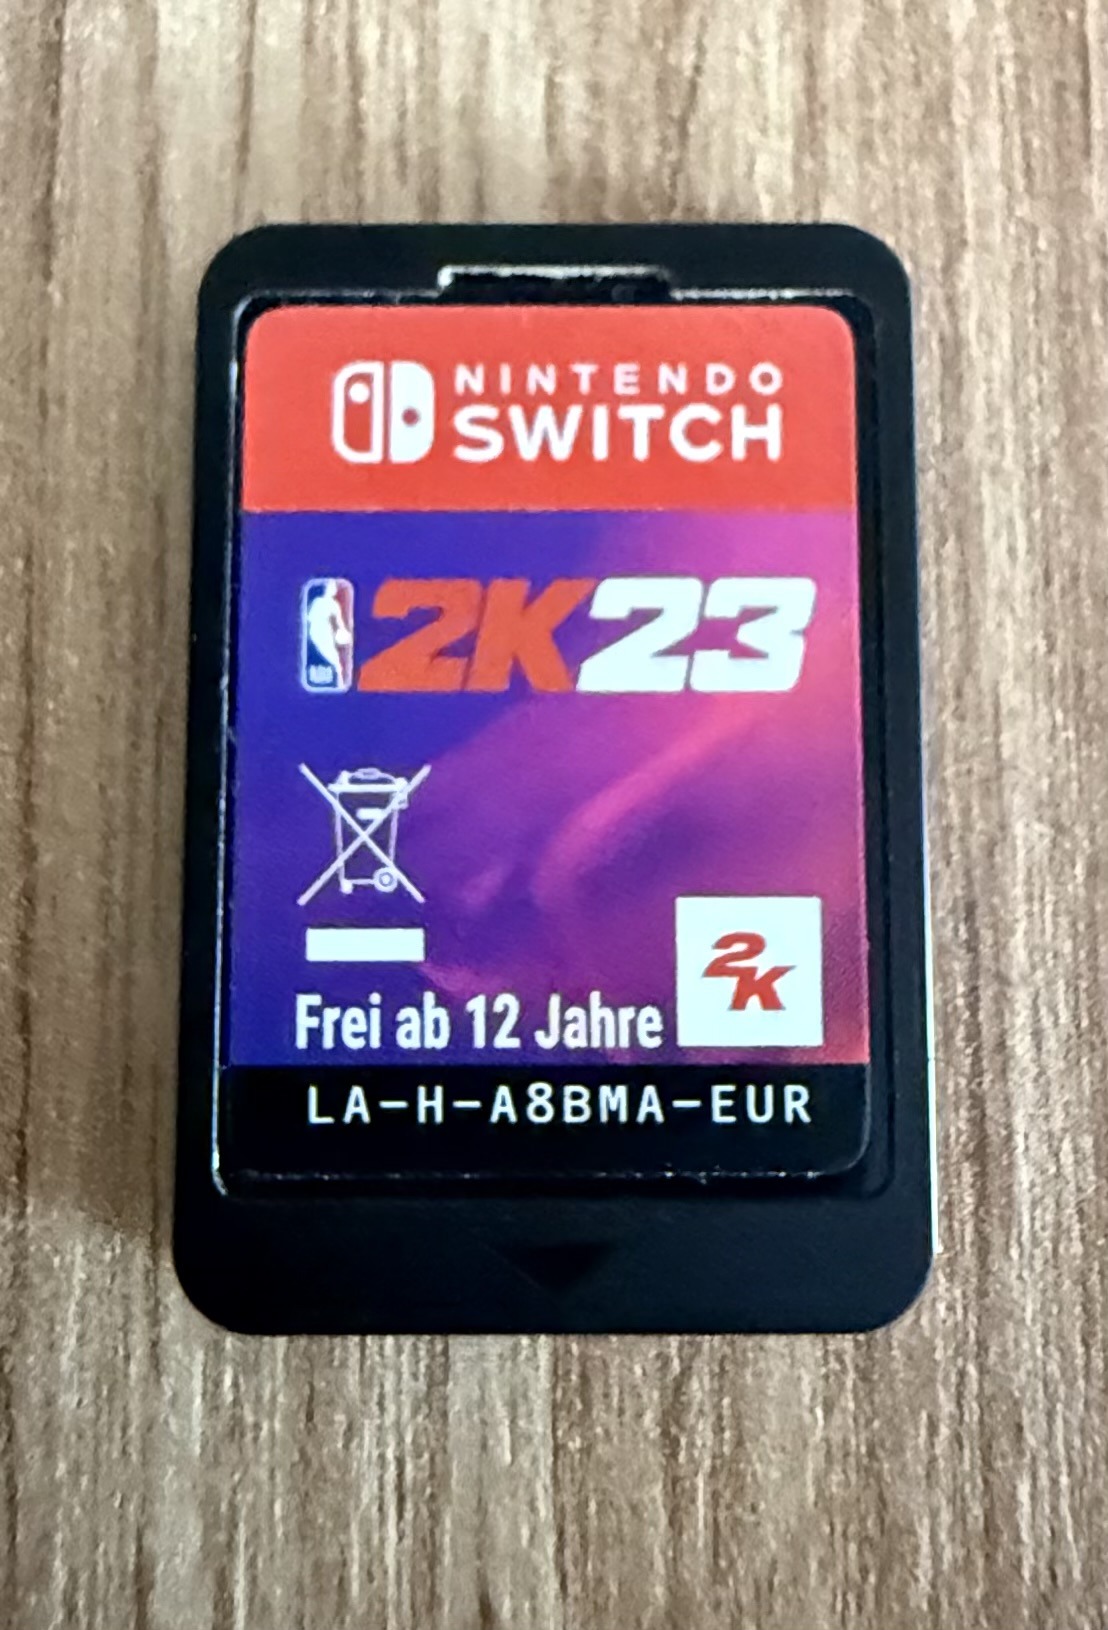 NINTENDO
SWITCH
2K23
2K
Frei ab 12 Jahre
LA-H-A8BMA-EUR